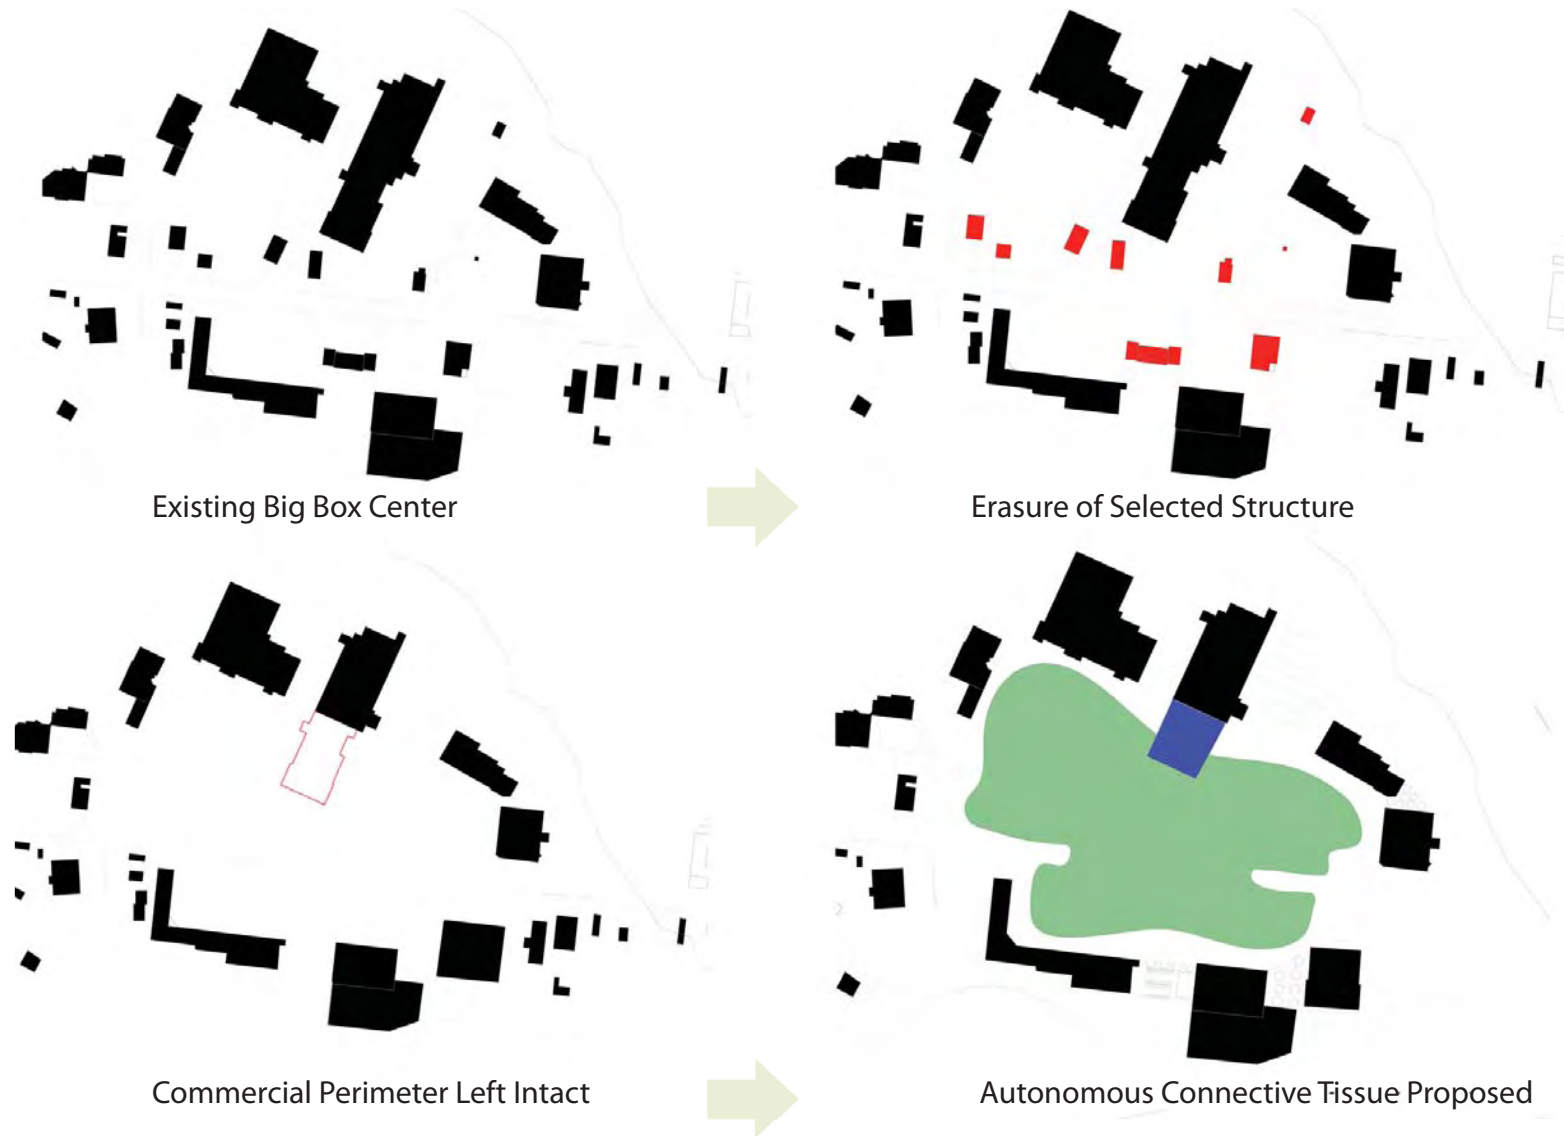 Existing Big Box Center
Erasure of Selected Structure
Commercial Perimeter Left Intact
Autonomous Connective Tissue Proposed